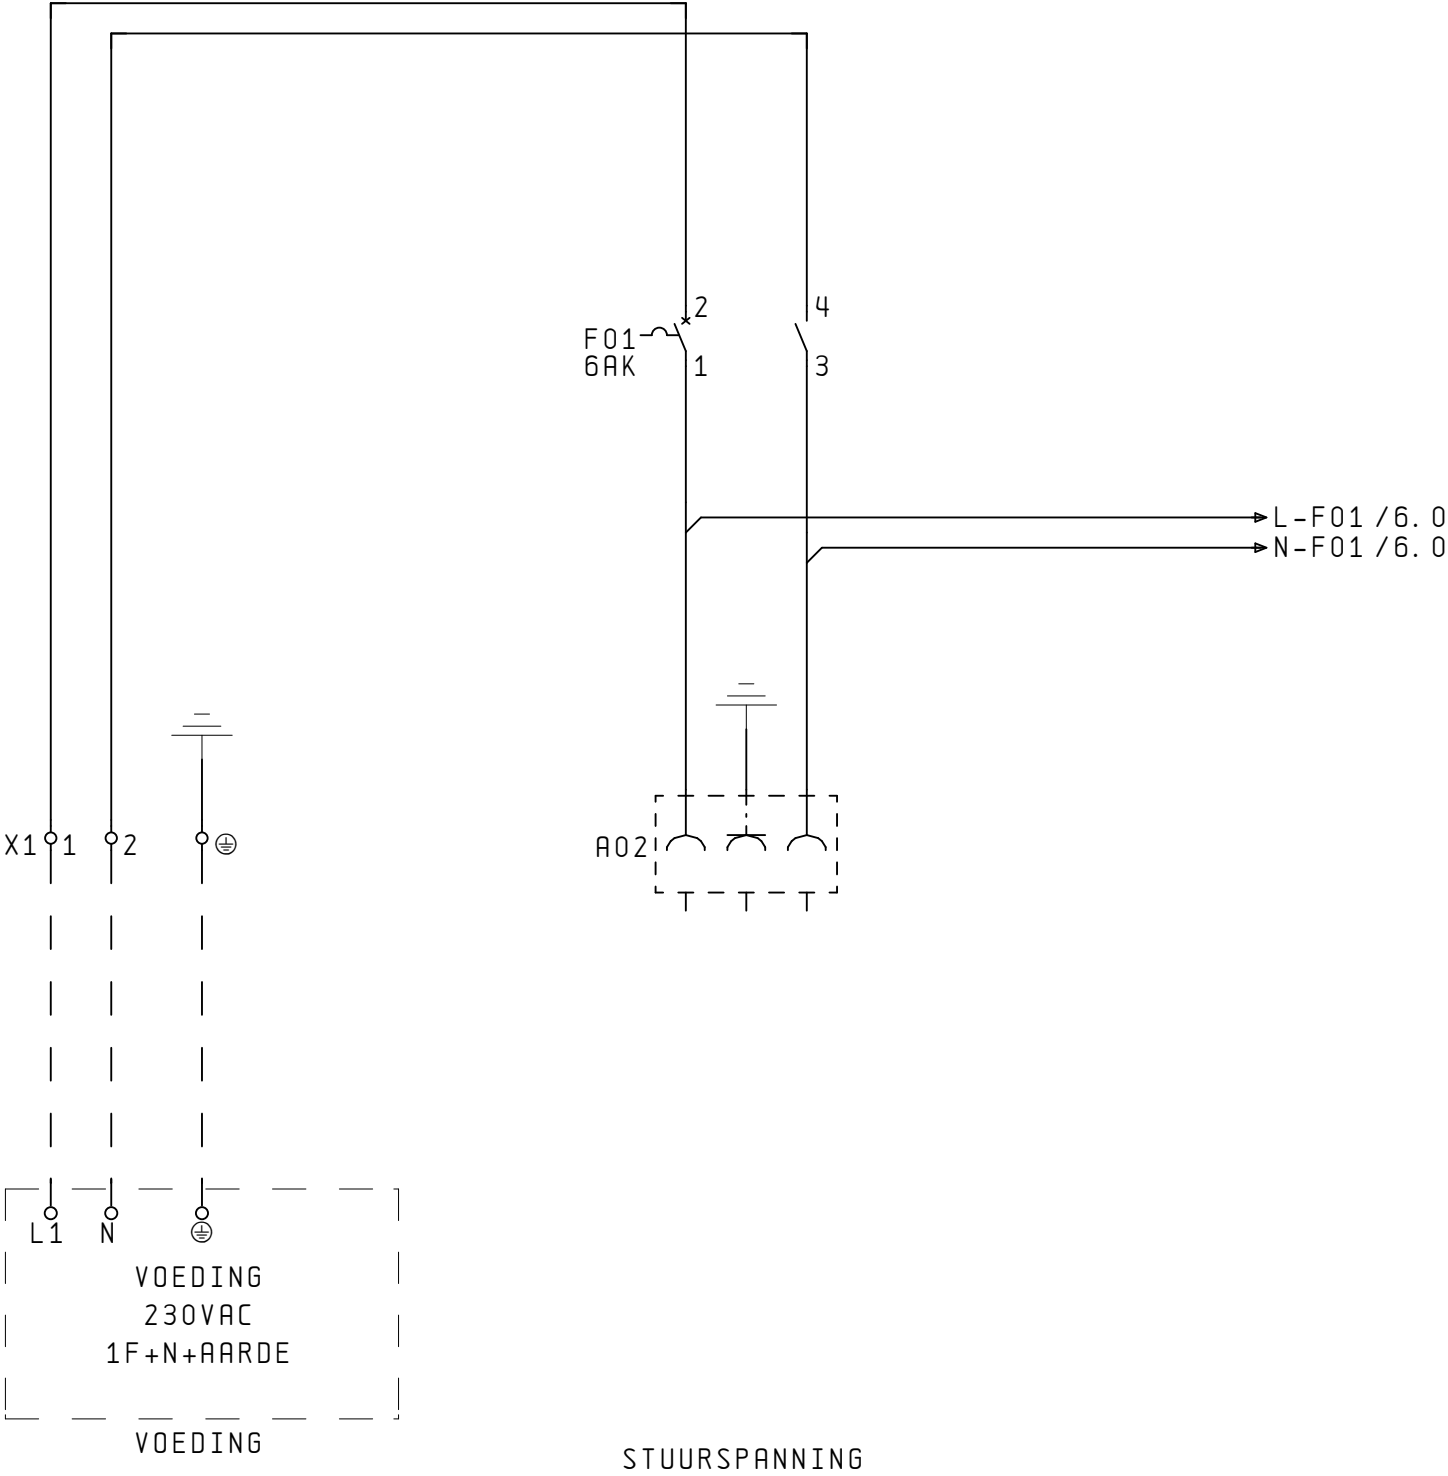 2 4
F01
6AK 1 3
L-F01 /6.0
N-F01 /6.0
X1 1 2
A02
L1 N
VOEDING
230VAC
1F+N+AARDE
VOEDING
STUURSPANNING